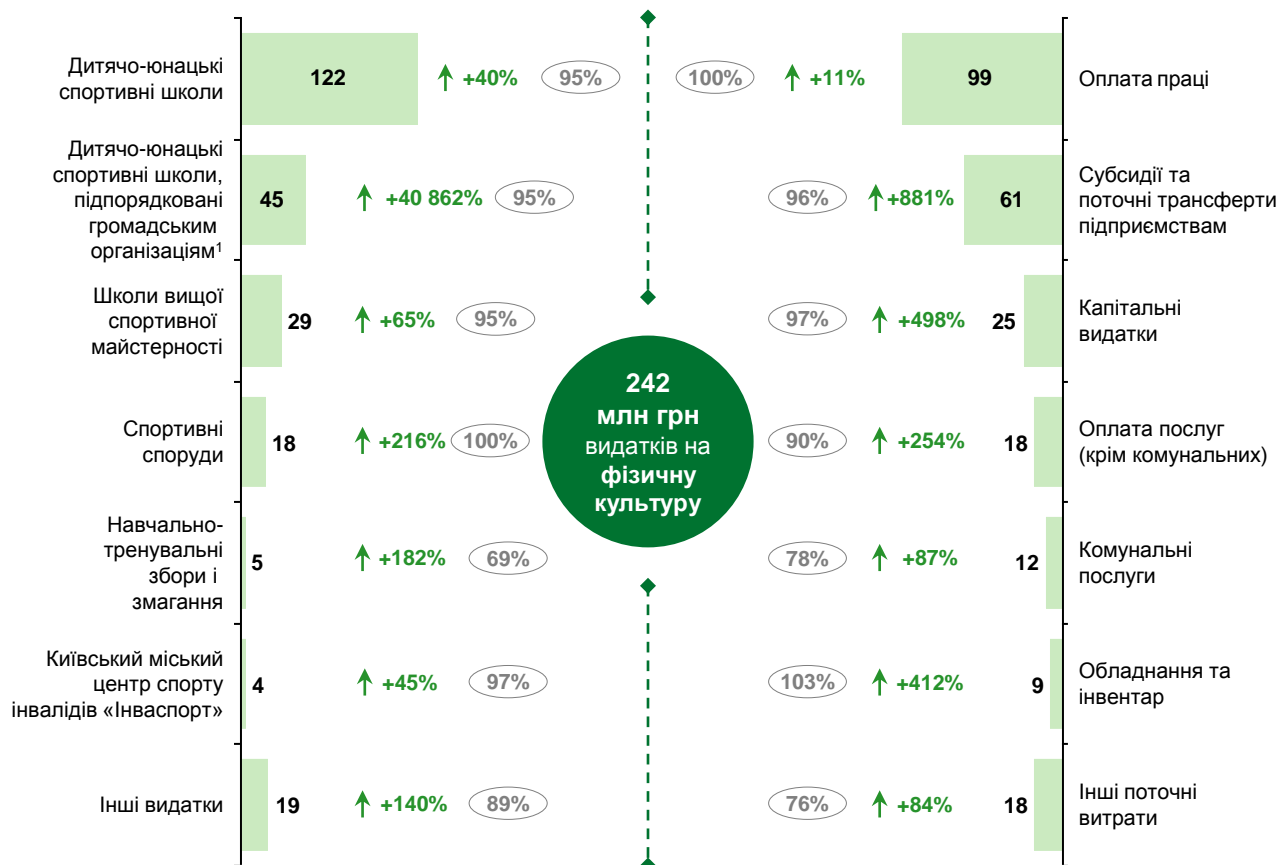 Дитячо-юнацькі
спортивні школи
122
+40%
95%
100%
+11%
99
Оплата праці
Дитячо-юнацькі
спортивні школи,
підпорядковані
громадським
організаціям¹
45
+40 862%
95%
96%
+881%
61
Субсидії та
поточні трансферти
підприємствам
Школи вищої
спортивної
майстерності
29
+65%
95%
97%
+498%
25
Капітальні
видатки
242
млн грн
видатків на
фізичну
культуру
Спортивні
споруди
18
+216%
100%
90%
+254%
18
Оплата послуг
(крім комунальних)
Навчально-
тренувальні
збори і
змагання
5
+182%
69%
78%
+87%
12
Комунальні
послуги
Київський міський
центр спорту
інвалідів «Інваспорт»
4
+45%
97%
103%
+412%
9
Обладнання та
інвентар
Інші видатки
19
+140%
89%
76%
+84%
18
Інші поточні
витрати